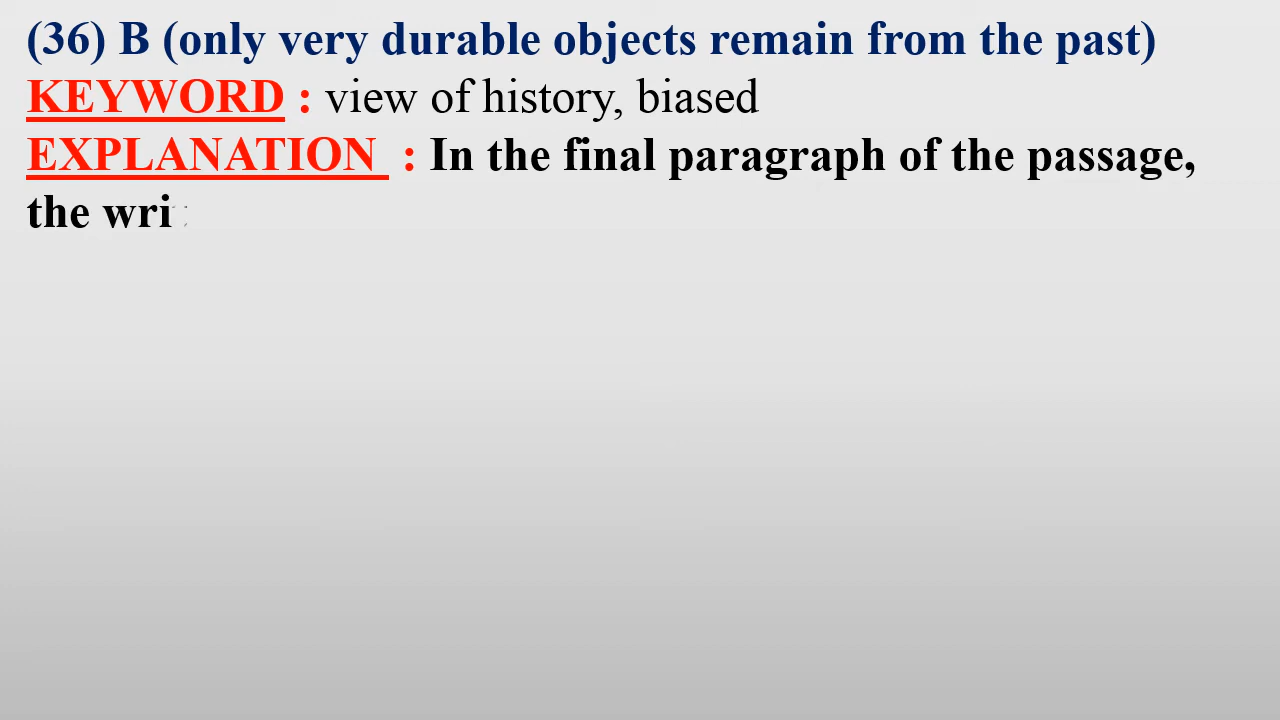 (36) B (only very durable objects remain from the past)
KEYWORD : view of history, biased
EXPLANATION : In the final paragraph of the passage,
the wri